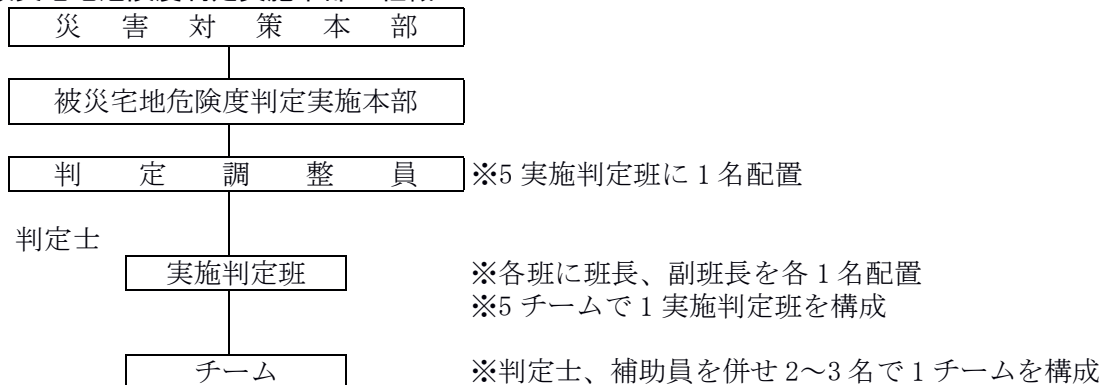 災害対策本部
被災宅地危険度判定実施本部
判定調整員 ※5 実施判定班に 1 名配置
判定士
実施判定班 ※各班に班長、副班長を各 1 名配置
※5 チームで 1 実施判定班を構成
チーム ※判定士、補助員を併せ 2～3 名で 1 チームを構成